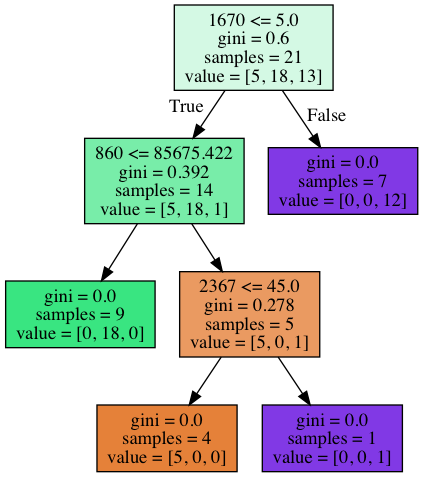 1670 <= 5.0
gini = 0.6
samples = 21
value = [5, 18, 13]
True
False
860 <= 85675.422
gini = 0.392
samples = 14
value = [5, 18, 1]
gini = 0.0
samples = 7
value = [0, 0, 12]
gini = 0.0
samples = 9
value = [0, 18, 0]
2367 <= 45.0
gini = 0.278
samples = 5
value = [5, 0, 1]
gini = 0.0
samples = 4
value = [5, 0, 0]
gini = 0.0
samples = 1
value = [0, 0, 1]